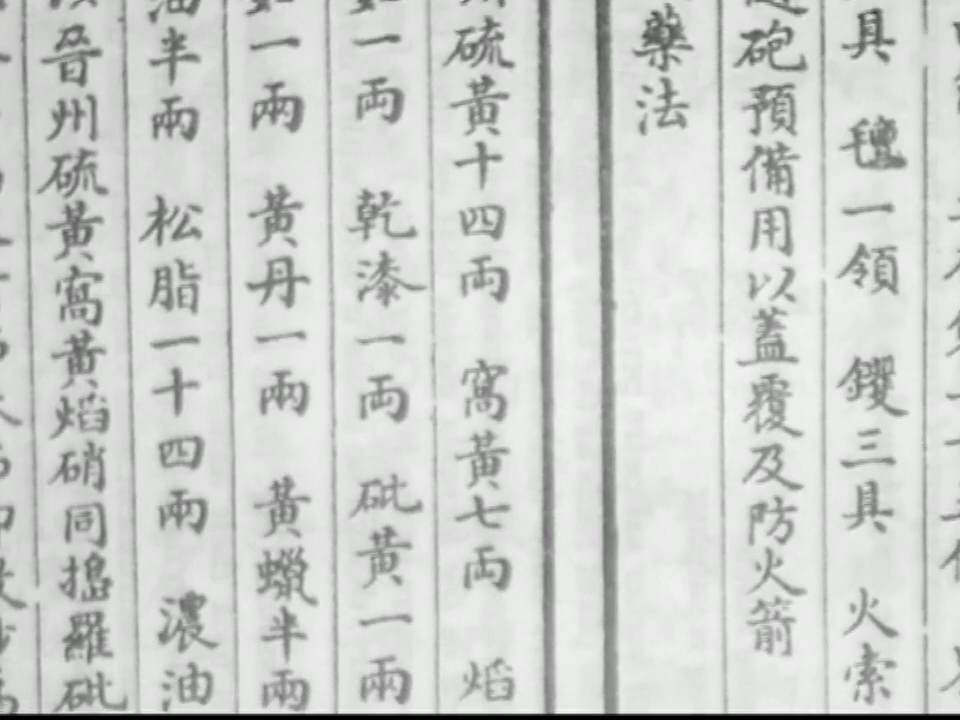 具 氊一領 钁三具 火索
砲預備用以蓋覆及防火箭
藥法
硫黃十四兩 窩黃七兩 焰
一兩 乾漆一兩 砒黃一兩
一兩 黃丹一兩 黃蠟半兩
油半兩 松脂一十四兩 濃油
晉州硫黃窩黃焰硝同搗羅砒